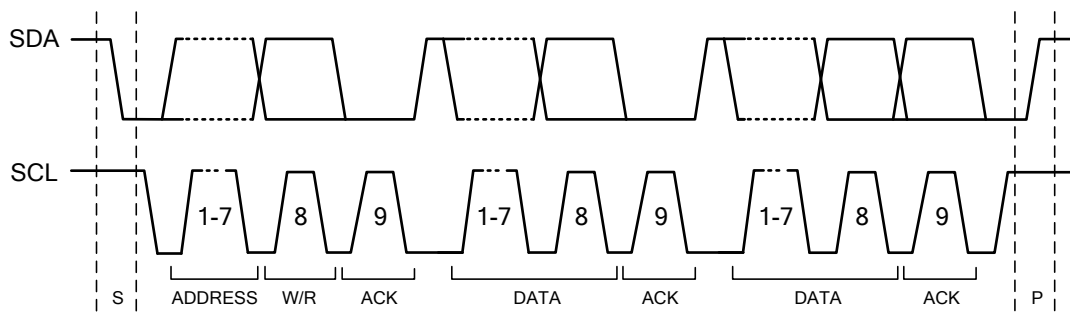 SDA
SCL
1-7 8 9 1-7 8 9 1-7 8 9
S ADDRESS W/R ACK DATA ACK DATA ACK P